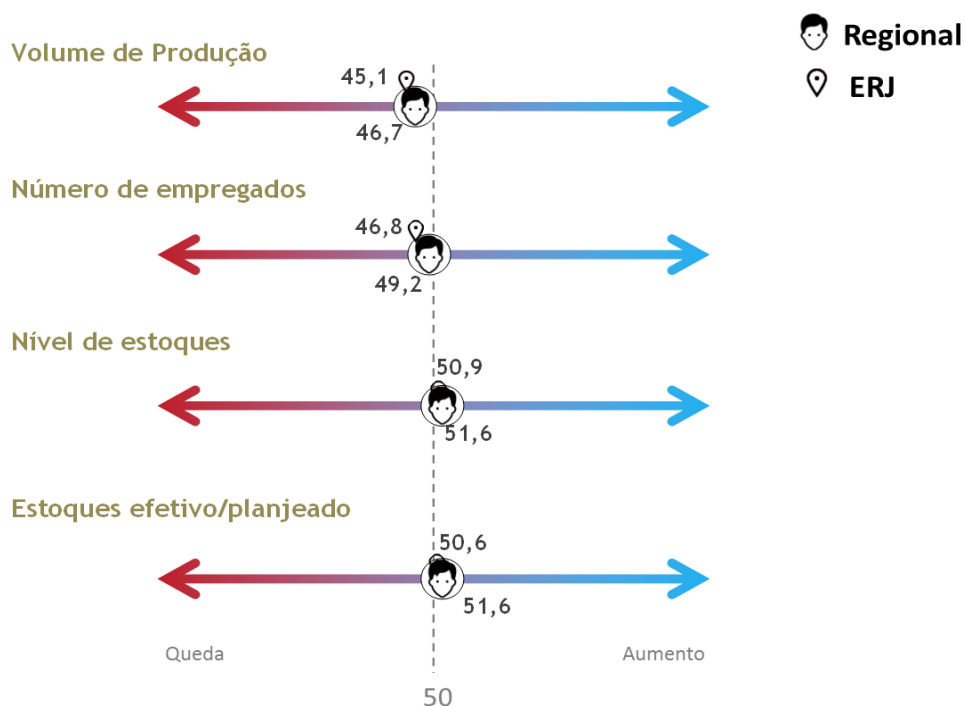 Regional
ERJ
Volume de Produção
45,1
46,7
Número de empregados
46,8
49,2
Nível de estoques
50,9
51,6
Estoques efetivo/planjeado
50,6
51,6
Queda
Aumento
50